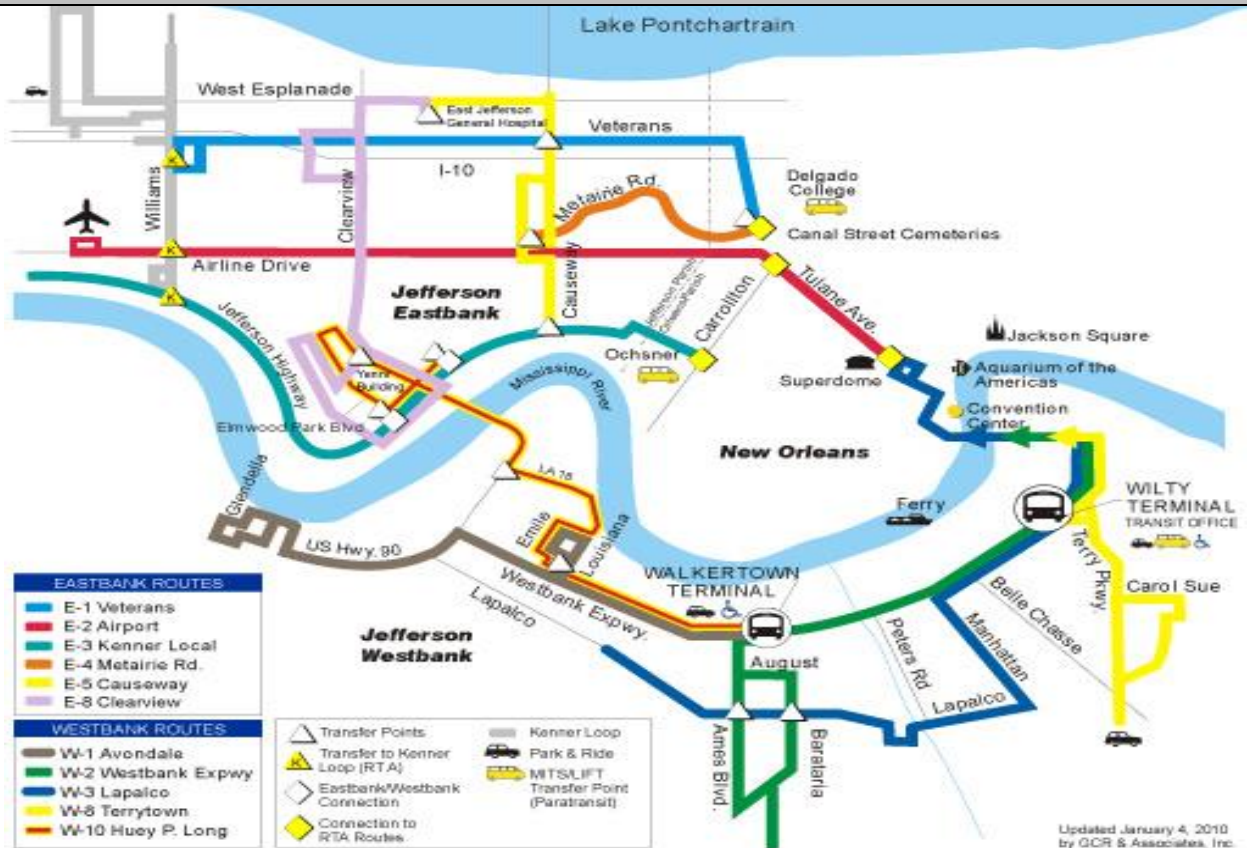 Lake Pontchartrain
West Esplanade
East Jefferson
General Hospital
Veterans
I-10
Williams
Clearview
Metairie Rd.
Delgado
College
Canal Street Cemeteries
K
K
K
Airline Drive
Causeway
Jefferson
Eastbank
Jefferson Parish
Carrollton
Tulane Ave.
Jefferson Highway
Ochsner
Jackson Square
Superdome
Aquarium of the
Americas
Convention
Center
Yenni
Building
Mississippi River
Elmwood Park Blvd
New Orleans
Glendella
LA 18
Ferry
WILTY
TERMINAL
TRANSIT OFFICE
US Hwy. 90
Emile
Louisiana
WALKERTOWN
TERMINAL
Terry Pkwy
Carol Sue
Westbank Expwy.
Lapalco
Belle Chasse
Peters Rd
Manhattan
Jefferson
Westbank
August
Lapalco
Ames Blvd.
Barataria
EASTBANK ROUTES
E-1 Veterans
E-2 Airport
E-3 Kenner Local
E-4 Metairie Rd.
E-5 Causeway
E-8 Clearview
WESTBANK ROUTES
W-1 Avondale
W-2 Westbank Expwy
W-3 Lapalco
W-8 Terrytown
W-10 Huey P. Long
Transfer Points
K
Transfer to Kenner
Loop (RTA)
Eastbank/Westbank
Connection
Connection to
RTA Routes
Kenner Loop
Park & Ride
MITS/LIFT
Transfer Point
(Paratransit)
Updated January 4, 2010
by GCR & Associates, Inc.